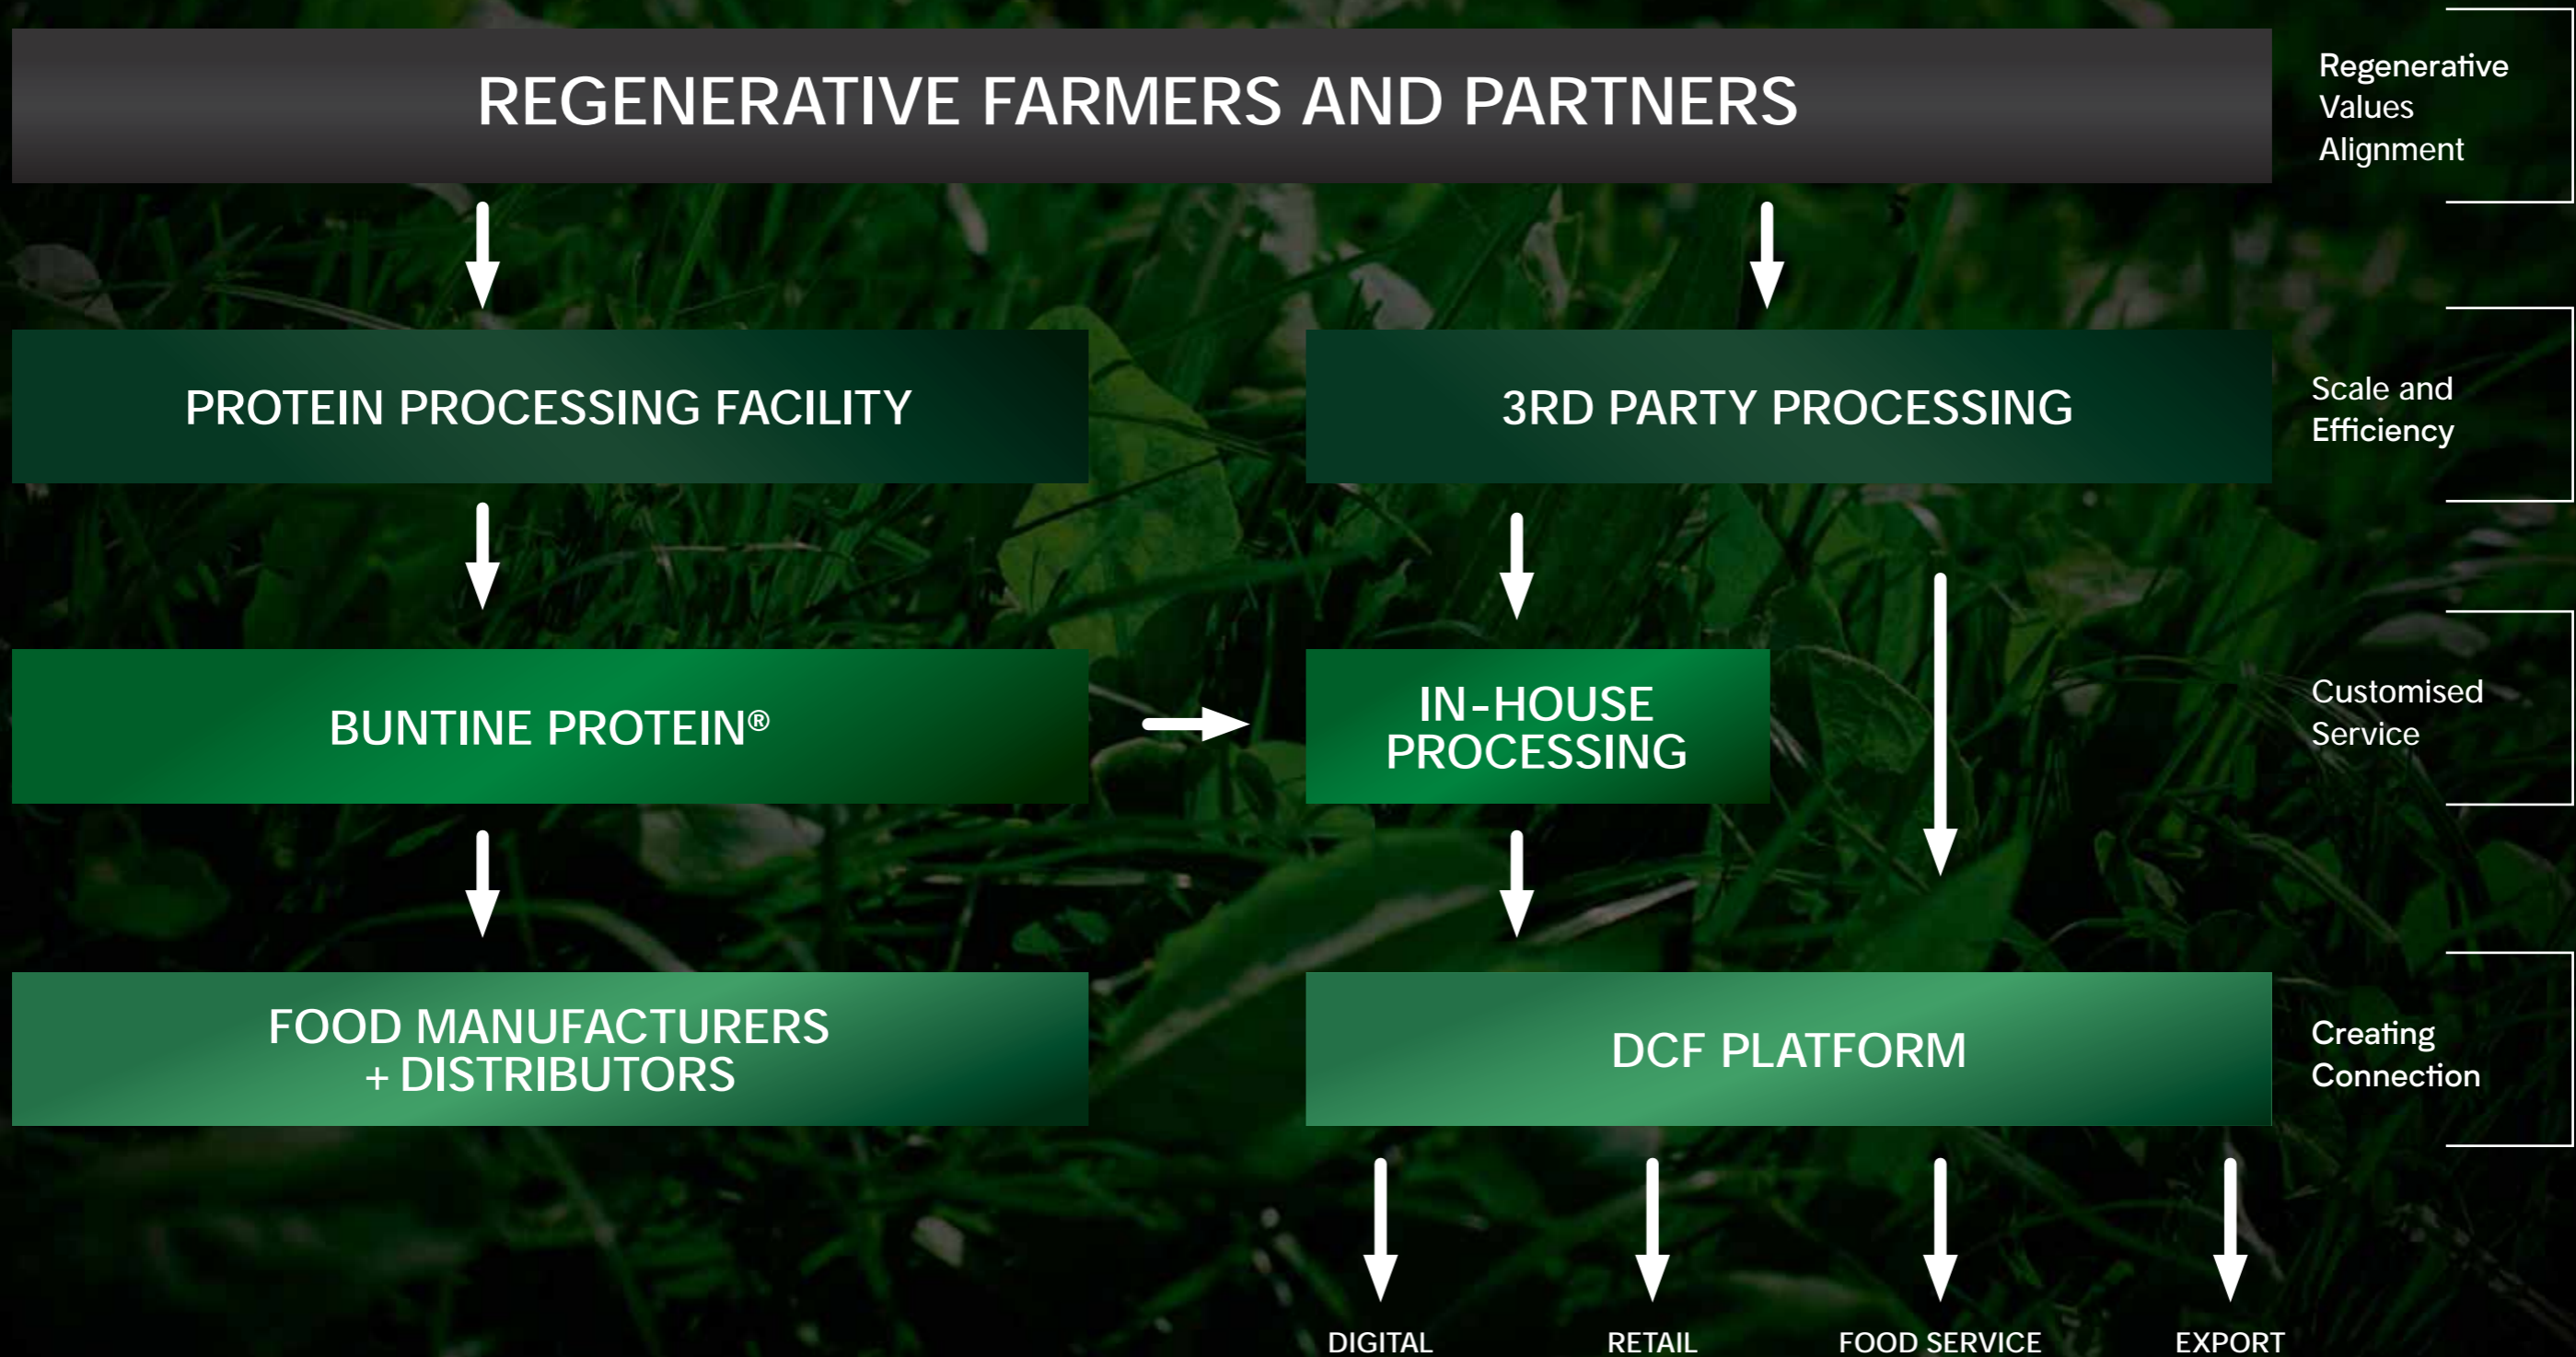 REGENERATIVE FARMERS AND PARTNERS
Regenerative
Values
Alignment
PROTEIN PROCESSING FACILITY
3RD PARTY PROCESSING
Scale and
Efficiency
BUNTINE PROTEIN®
IN-HOUSE
PROCESSING
Customised
Service
FOOD MANUFACTURERS
+ DISTRIBUTORS
DCF PLATFORM
Creating
Connection
DIGITAL
RETAIL
FOOD SERVICE
EXPORT